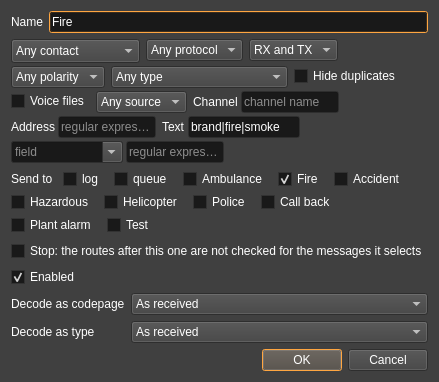 Name Fire
Any contact Any protocol RX and TX
Any polarity Any type Hide duplicates
Voice files Any source Channel channel name
Address regular expres… Text brand|fire|smoke
field regular expres…
Send to log queue Ambulance Fire Accident
Hazardous Helicopter Police Call back
Plant alarm Test
Stop: the routes after this one are not checked for the messages it selects
Enabled
Decode as codepage As received
Decode as type As received
OK Cancel